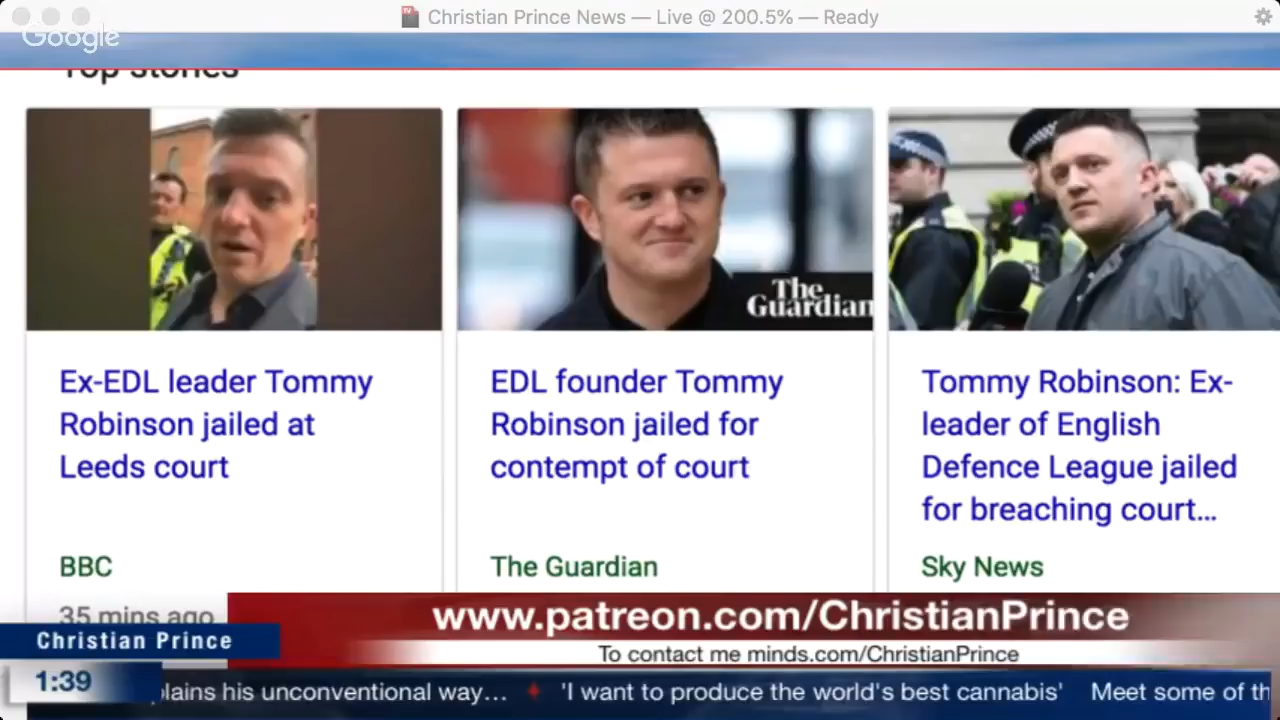 Christian Prince News — Live @ 200.5% — Ready
Google
Top stories
The
Guardian
Ex-EDL leader Tommy
Robinson jailed at
Leeds court
EDL founder Tommy
Robinson jailed for
contempt of court
Tommy Robinson: Ex-
leader of English
Defence League jailed
for breaching court...
BBC
The Guardian
Sky News
35 mins ago
www.patreon.com/ChristianPrince
To contact me minds.com/ChristianPrince
Christian Prince
1:39
plains his unconventional way... 'I want to produce the world's best cannabis' Meet some of th